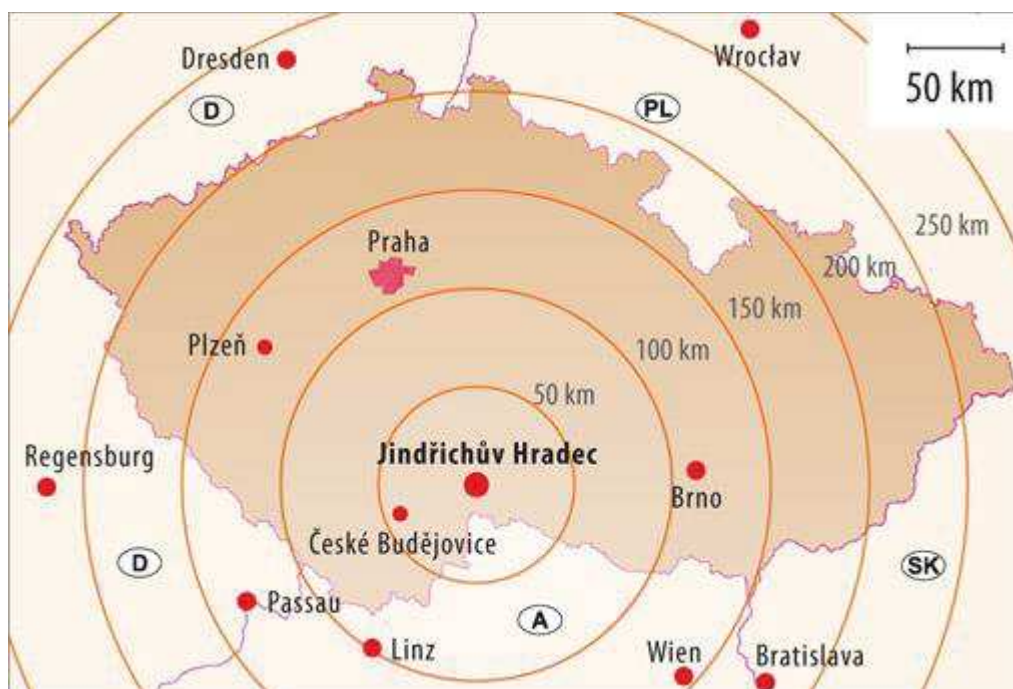 Wrocław
Dresden
50 km
D
PL
250 km
Praha
200 km
150 km
Plzeň
100 km
50 km
Jindřichův Hradec
Regensburg
Brno
České Budějovice
D
SK
Passau
A
Linz
Wien
Bratislava